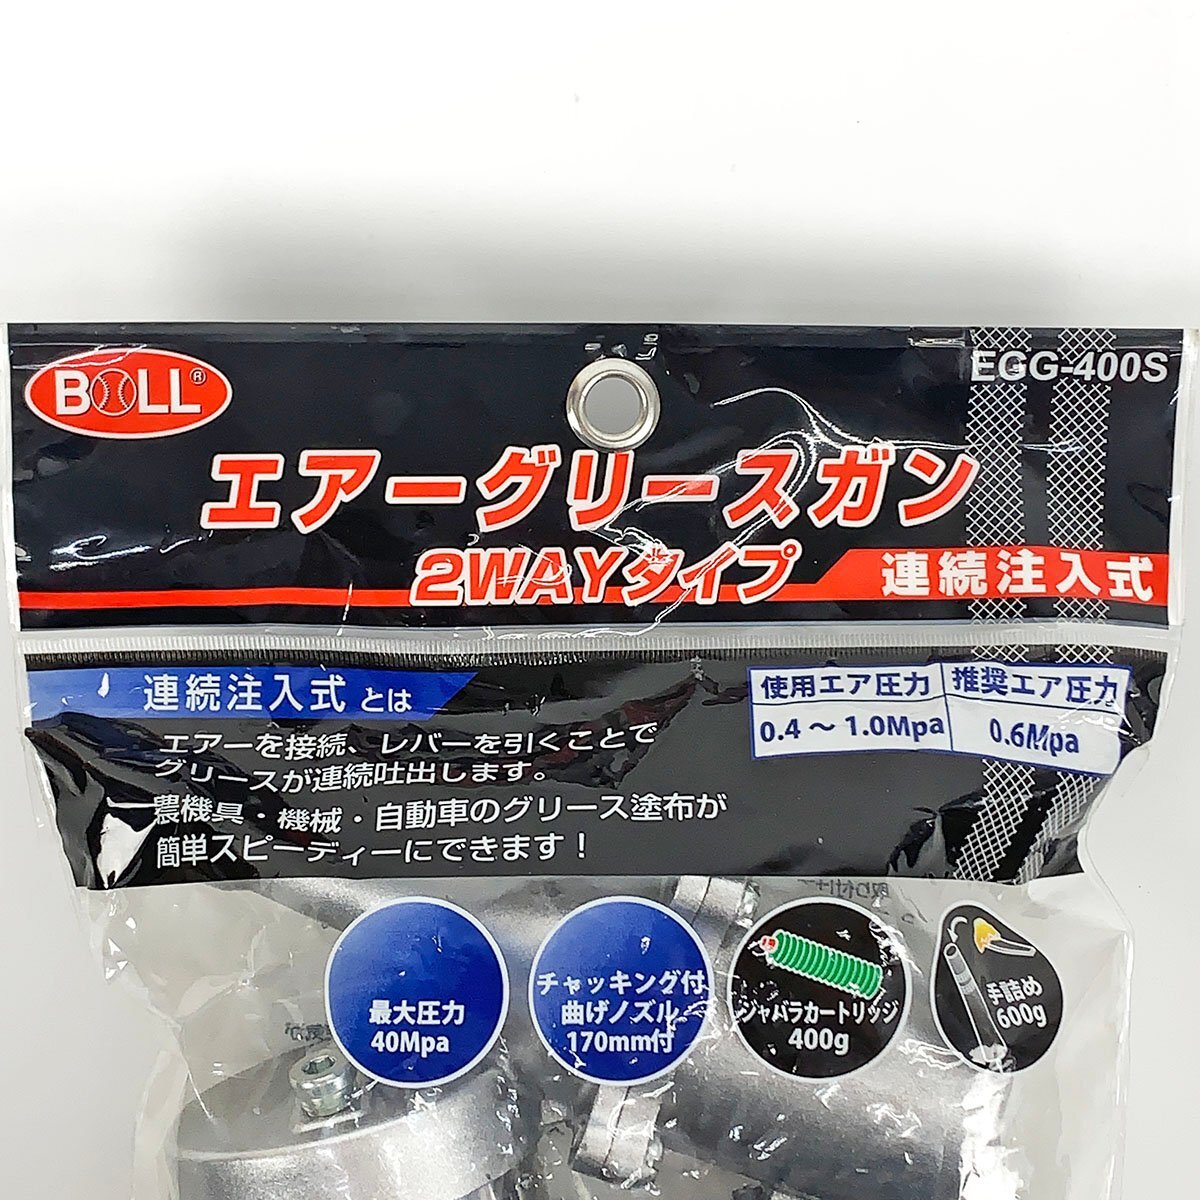 BOLL®
EGG-400S
エアーグリースガン
2WAYタイプ
連続注入式
連続注入式とは
エアーを接続、レバーを引くことで
グリースが連続吐出します。
農機具・機械・自動車のグリース塗布が
簡単スピーディーにできます!
使用エア圧力
0.4～1.0Mpa
推奨エア圧力
0.6Mpa
最大圧力
40Mpa
チャッキング付
曲げノズル
170mm付
ジャバラカートリッジ
400g
手詰め
600g